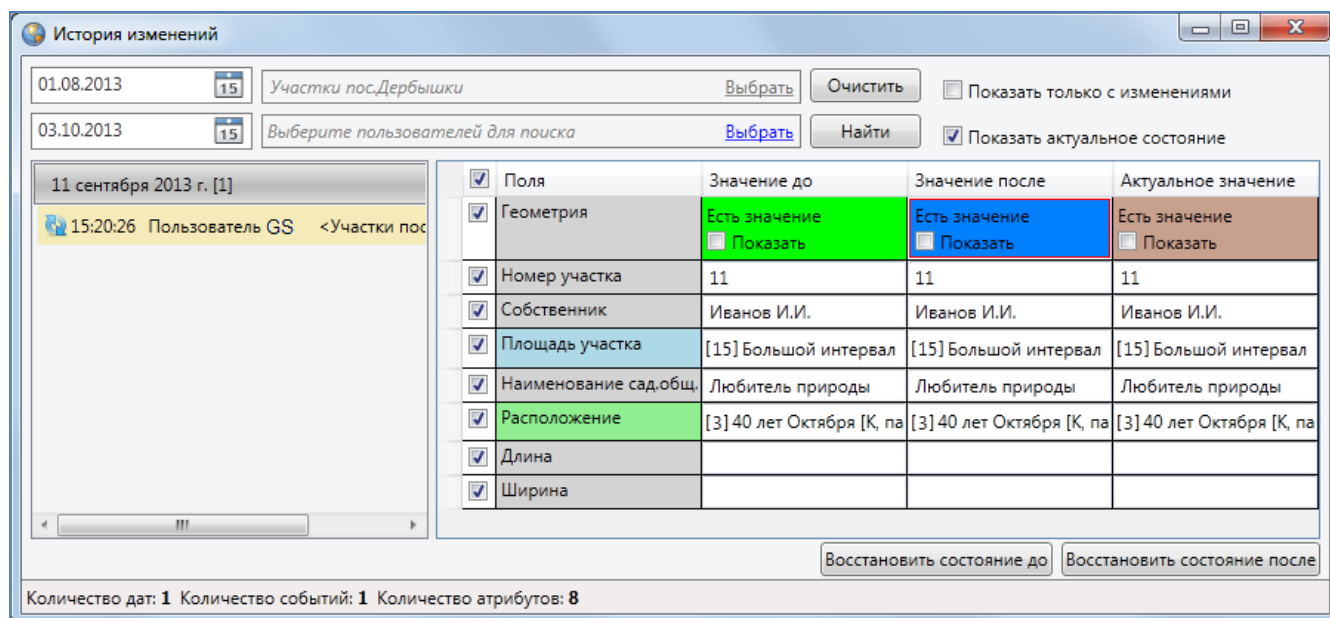 История изменений
01.08.2013 15 Участки пос.Дербышки Выбрать Очистить Показать только с изменениями
03.10.2013 15 Выберите пользователей для поиска Выбрать Найти Показать актуальное состояние
11 сентября 2013 г. [1]
15:20:26 Пользователь GS <Участки пос
Поля Значение до Значение после Актуальное значение
Геометрия Есть значение Есть значение Есть значение
Показать Показать Показать
Номер участка 11 11 11
Собственник Иванов И.И. Иванов И.И. Иванов И.И.
Площадь участка [15] Большой интервал [15] Большой интервал [15] Большой интервал
Наименование сад.общ. Любитель природы Любитель природы Любитель природы
Расположение [3] 40 лет Октября [К, па [3] 40 лет Октября [К, па [3] 40 лет Октября [К, па
Длина
Ширина
Восстановить состояние до Восстановить состояние после
Количество дат: 1 Количество событий: 1 Количество атрибутов: 8